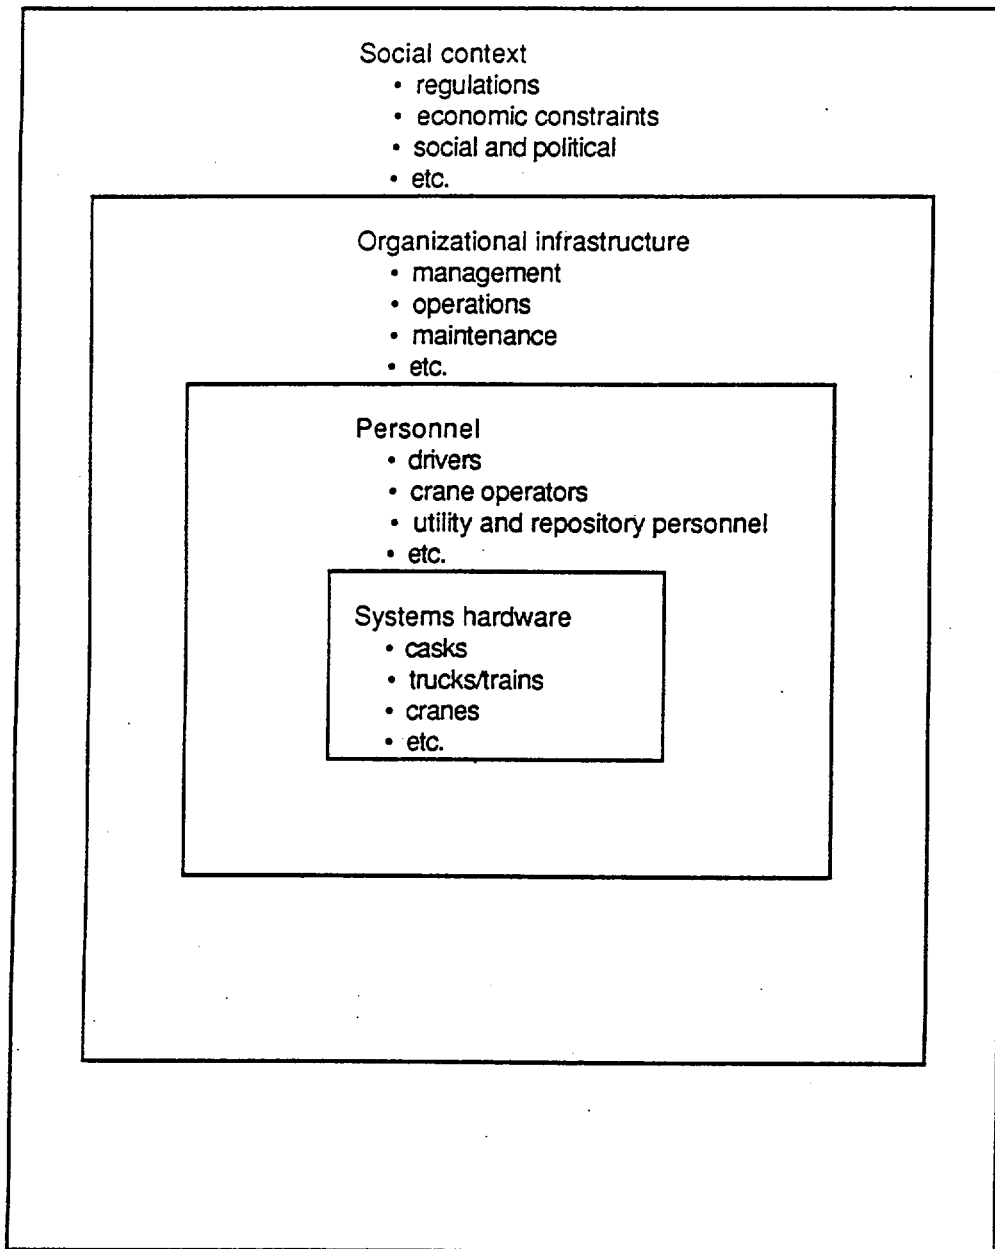 Social context
• regulations
• economic constraints
• social and political
• etc.
Organizational infrastructure
• management
• operations
• maintenance
• etc.
Personnel
• drivers
• crane operators
• utility and repository personnel
• etc.
Systems hardware
• casks
• trucks/trains
• cranes
• etc.